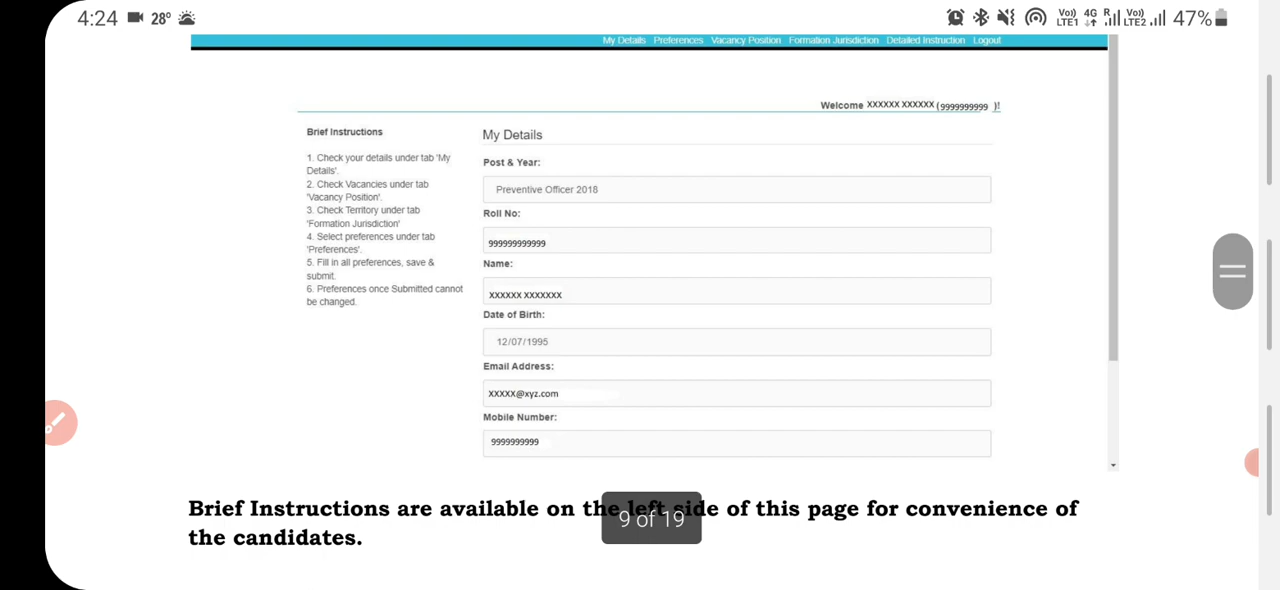 4:24 28°
Vo)) LTE1 4G R Vo)) LTE2 47%
My Details Preferences Vacancy Position Formation Jurisdiction Detailed Instruction Logout
Welcome XXXXXX XXXXXX (9999999999 )!
Brief Instructions
1. Check your details under tab 'My
Details'.
2. Check Vacancies under tab
'Vacancy Position'.
3. Check Territory under tab
'Formation Jurisdiction'
4. Select preferences under tab
'Preferences'.
5. Fill in all preferences, save &
submit.
6. Preferences once Submitted cannot
be changed.
My Details
Post & Year:
Preventive Officer 2018
Roll No:
999999999999
Name:
XXXXXX XXXXXXX
Date of Birth:
12/07/1995
Email Address:
XXXXX@xyz.com
Mobile Number:
9999999999
Brief Instructions are available on the left side of this page for convenience of
the candidates.
9 of 19